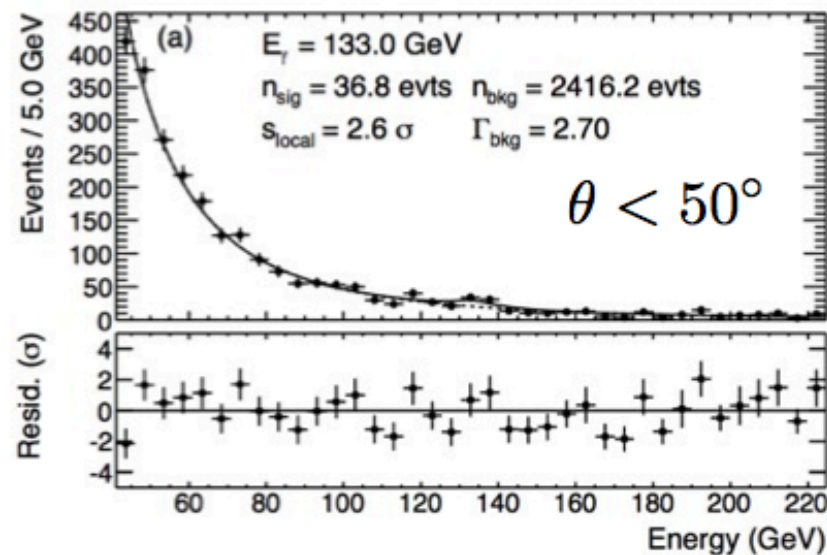 (a) E_γ = 133.0 GeV
n_sig = 36.8 evts n_bkg = 2416.2 evts
s_local = 2.6 σ Γ_bkg = 2.70
θ < 50°
Events / 5.0 GeV
450
400
350
300
250
200
150
100
50
0
Resid. (σ)
4
2
0
-2
-4
60 80 100 120 140 160 180 200 220
Energy (GeV)